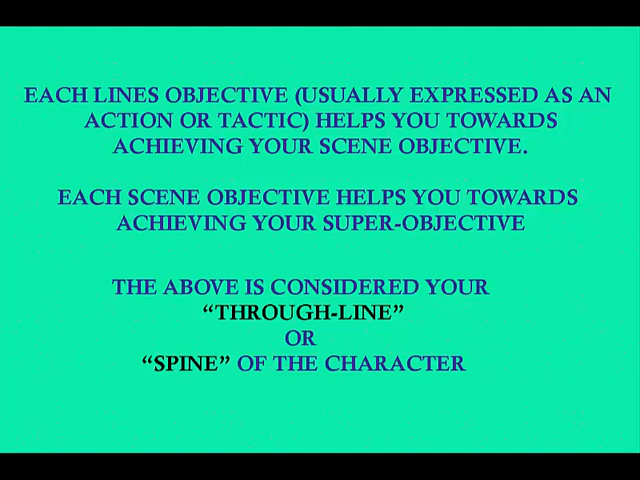 EACH LINES OBJECTIVE (USUALLY EXPRESSED AS AN
ACTION OR TACTIC) HELPS YOU TOWARDS
ACHIEVING YOUR SCENE OBJECTIVE.
EACH SCENE OBJECTIVE HELPS YOU TOWARDS
ACHIEVING YOUR SUPER-OBJECTIVE
THE ABOVE IS CONSIDERED YOUR
“THROUGH-LINE”
OR
“SPINE” OF THE CHARACTER